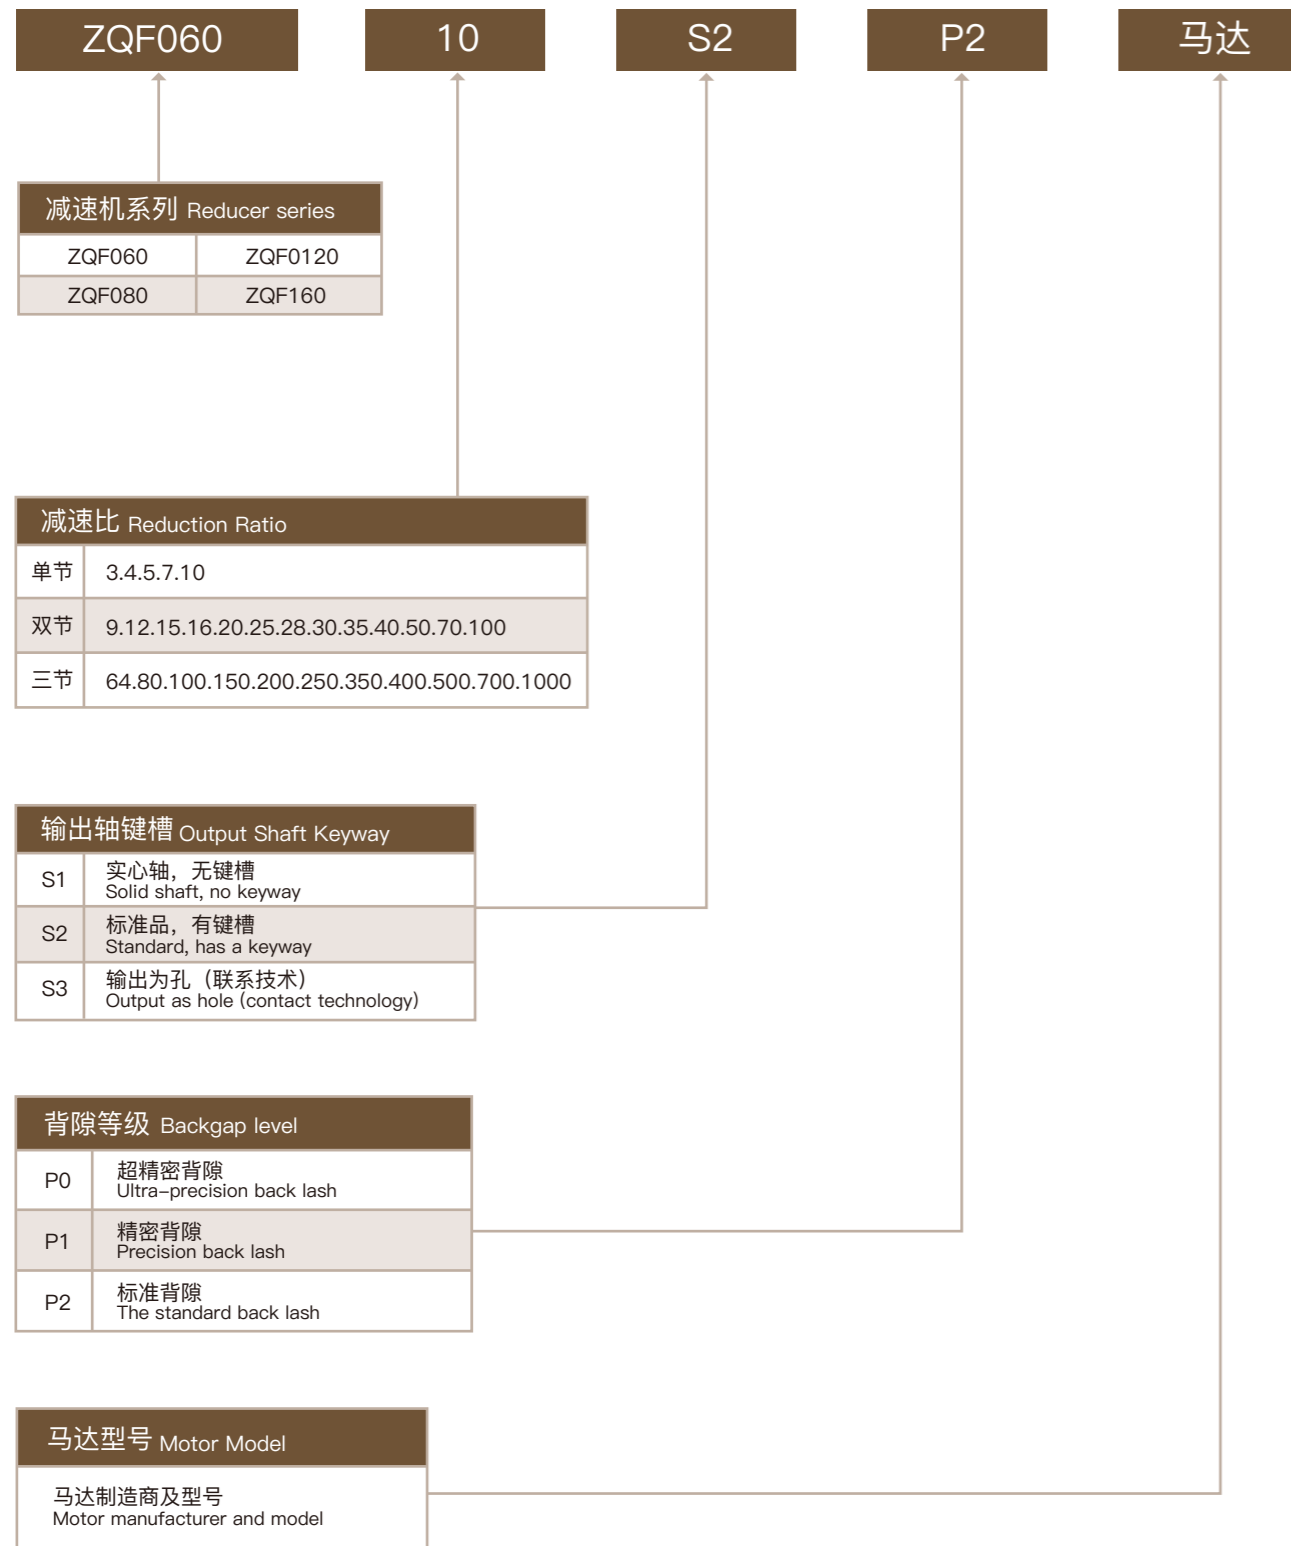 ZQF060 10 S2 P2 马达
减速机系列 Reducer series
ZQF060 ZQF0120
ZQF080 ZQF160
减速比 Reduction Ratio
单节 3.4.5.7.10
双节 9.12.15.16.20.25.28.30.35.40.50.70.100
三节 64.80.100.150.200.250.350.400.500.700.1000
输出轴键槽 Output Shaft Keyway
S1 实心轴，无键槽
Solid shaft, no keyway
S2 标准品，有键槽
Standard, has a keyway
S3 输出为孔（联系技术）
Output as hole (contact technology)
背隙等级 Backgap level
P0 超精密背隙
Ultra-precision back lash
P1 精密背隙
Precision back lash
P2 标准背隙
The standard back lash
马达型号 Motor Model
马达制造商及型号
Motor manufacturer and model